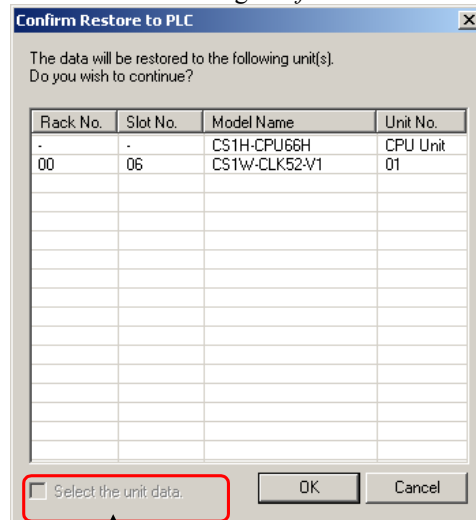 Confirm Restore to PLC
The data will be restored to the following unit(s).
Do you wish to continue?
Rack No. Slot No. Model Name Unit No.
- - CS1H-CPU66H CPU Unit
00 06 CS1W-CLK52-V1 01
Select the unit data.
OK Cancel